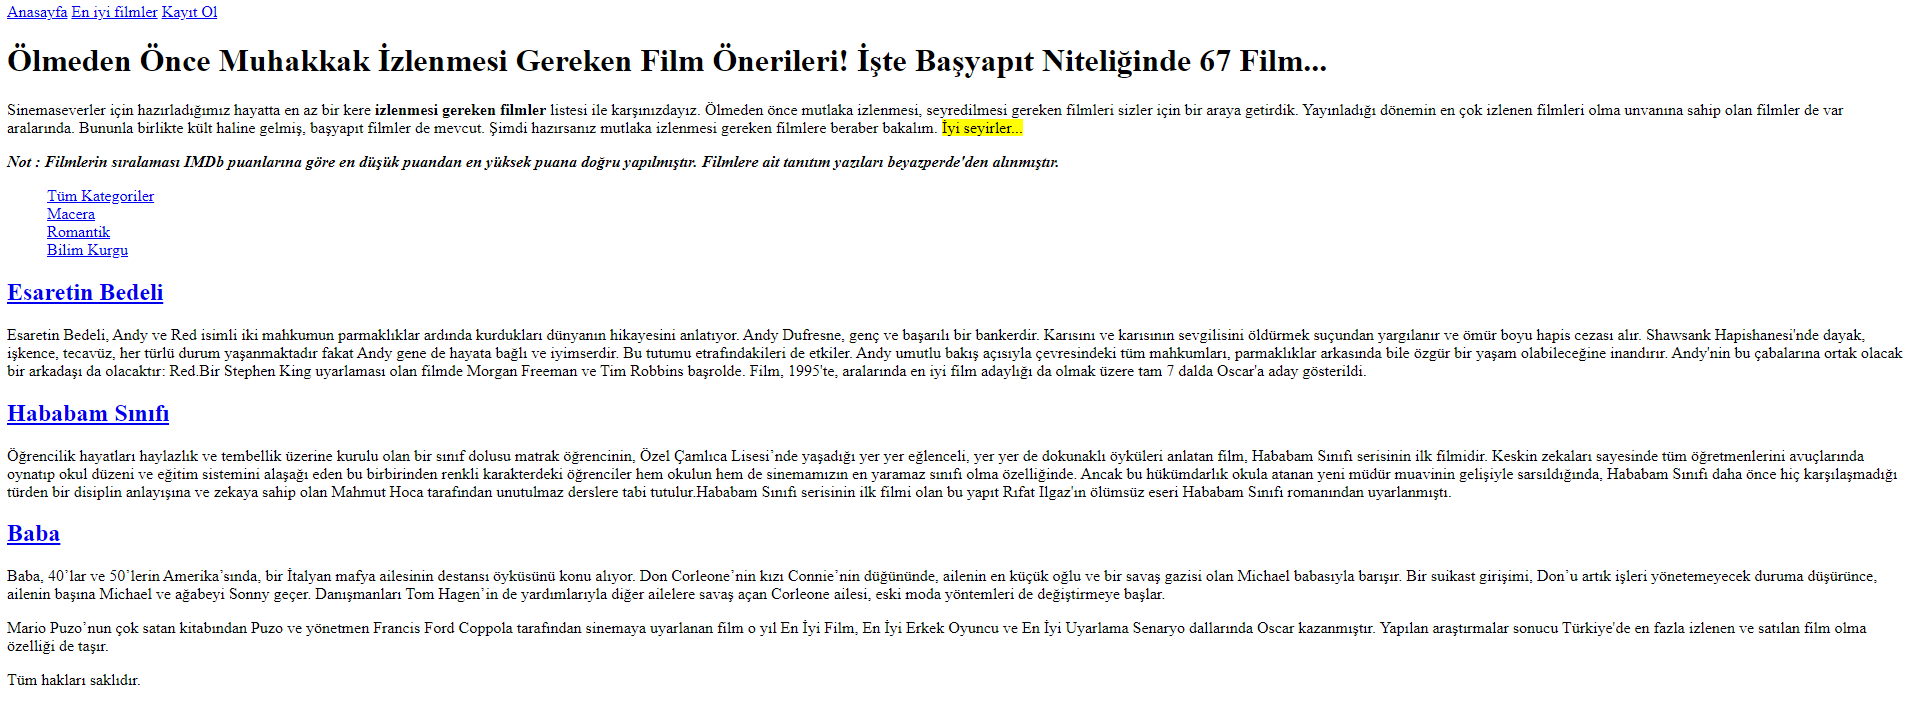 Anasayfa En iyi filmler Kayıt Ol
Ölmeden Önce Muhakkak İzlenmesi Gereken Film Önerileri! İşte Başyapıt Niteliğinde 67 Film...
Sinemaseverler için hazırladığımız hayatta en az bir kere izlenmesi gereken filmler listesi ile karşınızdayız. Ölmeden önce mutlaka izlenmesi, seyredilmesi gereken filmleri sizler için bir araya getirdik. Yayınladığı dönemin en çok izlenen filmleri olma unvanına sahip olan filmler de var
aralarında. Bununla birlikte kült haline gelmiş, başyapıt filmler de mevcut. Şimdi hazırsanız mutlaka izlenmesi gereken filmlere beraber bakalım. İyi seyirler...
Not : Filmlerin sıralaması IMDb puanlarına göre en düşük puandan en yüksek puana doğru yapılmıştır. Filmlere ait tanıtım yazıları beyazperde'den alınmıştır.
Tüm Kategoriler
Macera
Romantik
Bilim Kurgu
Esaretin Bedeli
Esaretin Bedeli, Andy ve Red isimli iki mahkumun parmaklıklar ardında kurdukları dünyanın hikayesini anlatıyor. Andy Dufresne, genç ve başarılı bir bankerdir. Karısını ve karısının sevgilisini öldürmek suçundan yargılanır ve ömür boyu hapis cezası alır. Shawsank Hapishanesi'nde dayak,
işkence, tecavüz, her türlü durum yaşanmaktadır fakat Andy gene de hayata bağlı ve iyimserdir. Bu tutumu etrafındakileri de etkiler. Andy umutlu bakış açısıyla çevresindeki tüm mahkumları, parmaklıklar arkasında bile özgür bir yaşam olabileceğine inandırır. Andy'nin bu çabalarına ortak olacak
bir arkadaşı da olacaktır: Red.Bir Stephen King uyarlaması olan filmde Morgan Freeman ve Tim Robbins başrolde. Film, 1995'te, aralarında en iyi film adaylığı da olmak üzere tam 7 dalda Oscar'a aday gösterildi.
Hababam Sınıfı
Öğrencilik hayatları haylazlık ve tembellik üzerine kurulu olan bir sınıf dolusu matrak öğrencinin, Özel Çamlıca Lisesi’nde yaşadığı yer yer eğlenceli, yer yer de dokunaklı öyküleri anlatan film, Hababam Sınıfı serisinin ilk filmidir. Keskin zekaları sayesinde tüm öğretmenlerini avuçlarında
oynatıp okul düzeni ve eğitim sistemini alaşağı eden bu birbirinden renkli karakterdeki öğrenciler hem okulun hem de sinemamızın en yaramaz sınıfı olma özelliğinde. Ancak bu hükümdarlık okula atanan yeni müdür muavinin gelişiyle sarsıldığında, Hababam Sınıfı daha önce hiç karşılaşmadığı
türden bir disiplin anlayışına ve zekaya sahip olan Mahmut Hoca tarafından unutulmaz derslere tabi tutulur.Hababam Sınıfı serisinin ilk filmi olan bu yapıt Rıfat Ilgaz'ın ölümsüz eseri Hababam Sınıfı romanından uyarlanmıştı.
Baba
Baba, 40’lar ve 50’lerin Amerika’sında, bir İtalyan mafya ailesinin destansı öyküsünü konu alıyor. Don Corleone’nin kızı Connie’nin düğününde, ailenin en küçük oğlu ve bir savaş gazisi olan Michael babasıyla barışır. Bir suikast girişimi, Don’u artık işleri yönetemeyecek duruma düşürünce,
ailenin başına Michael ve ağabeyi Sonny geçer. Danışmanları Tom Hagen’in de yardımlarıyla diğer ailelere savaş açan Corleone ailesi, eski moda yöntemleri de değiştirmeye başlar.
Mario Puzo’nun çok satan kitabından Puzo ve yönetmen Francis Ford Coppola tarafından sinemaya uyarlanan film o yıl En İyi Film, En İyi Erkek Oyuncu ve En İyi Uyarlama Senaryo dallarında Oscar kazanmıştır. Yapılan araştırmalar sonucu Türkiye'de en fazla izlenen ve satılan film olma
özelliği de taşır.
Tüm hakları saklıdır.